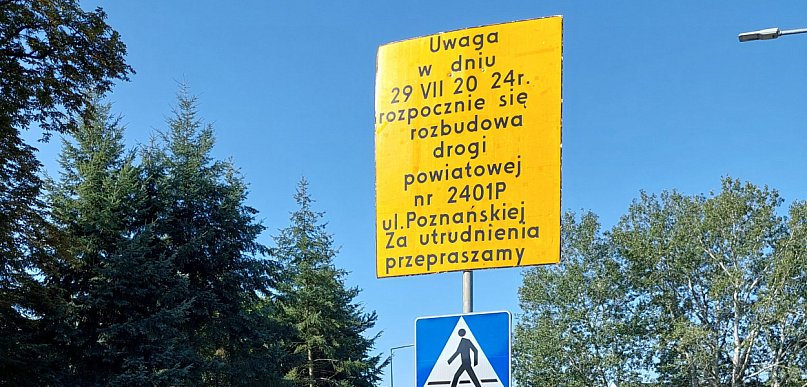 Uwaga
w dniu
29 VII 20 24r.
rozpocznie się
rozbudowa
drogi
powiatowej
nr 2401P
ul.Poznańskiej
Za utrudnienia
przepraszamy